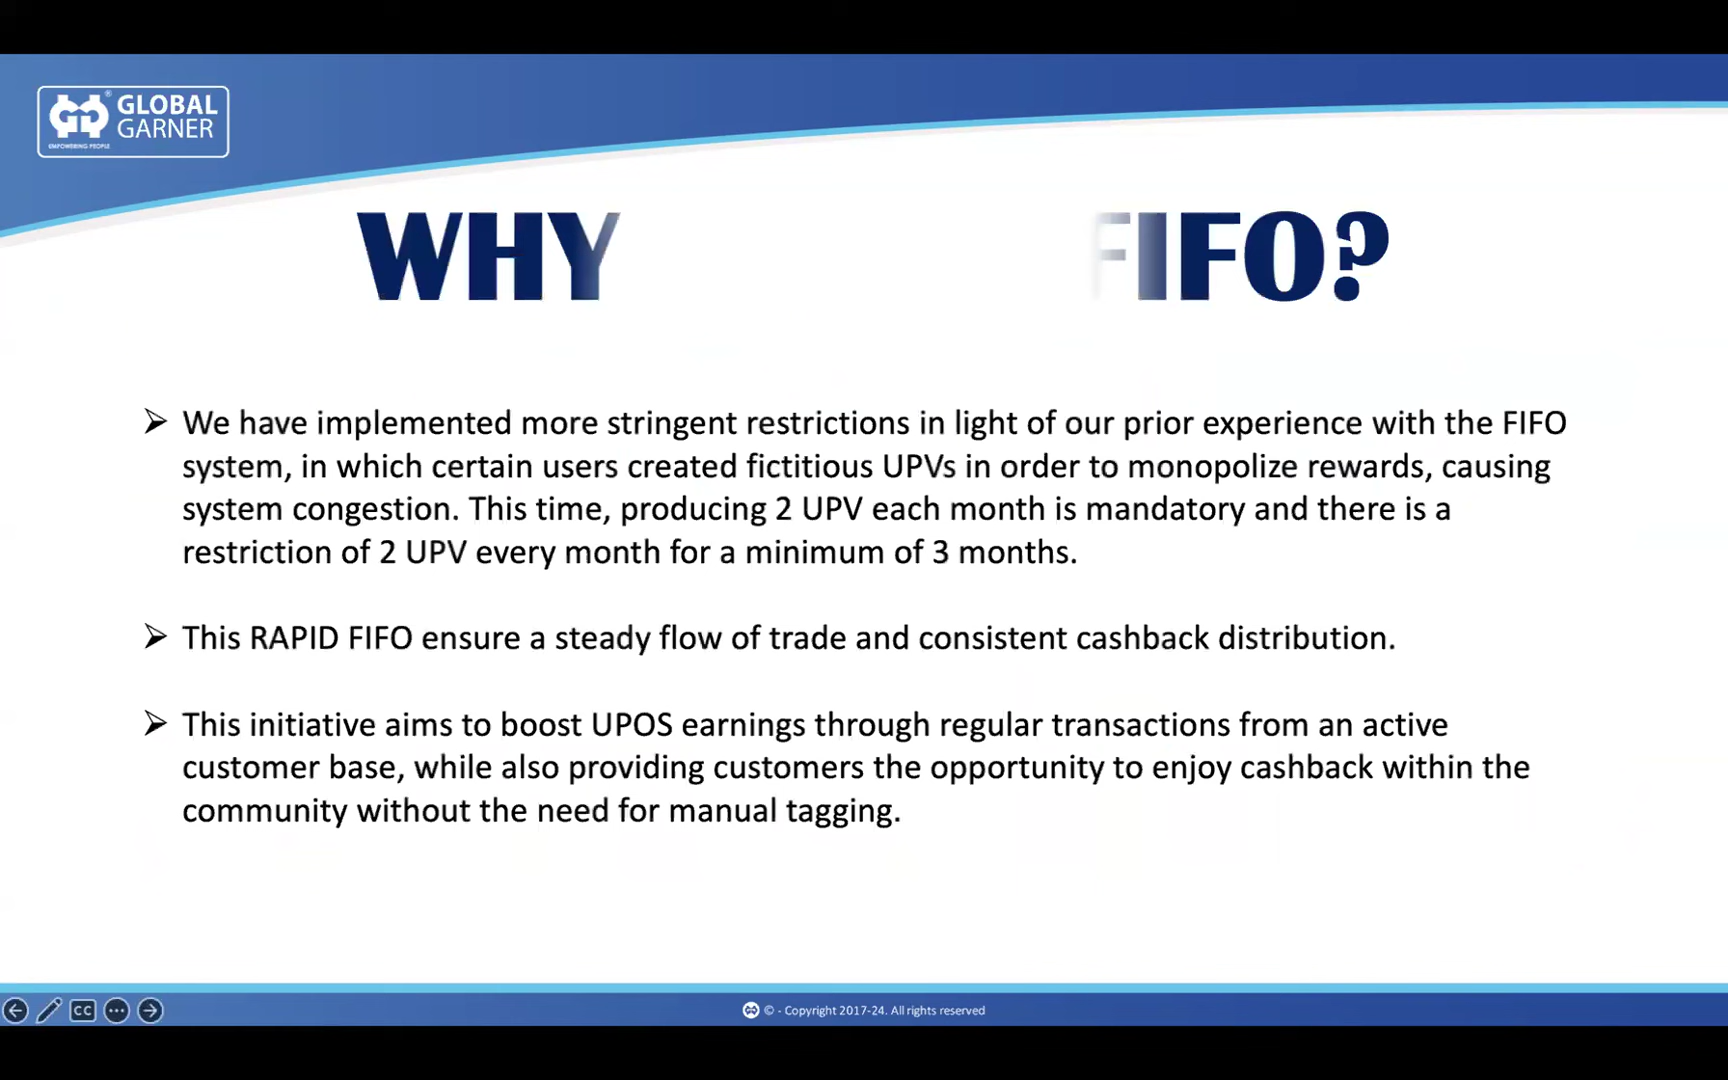 GLOBAL
GARNER
EMPOWERING PEOPLE
WHY FIFO?
➢ We have implemented more stringent restrictions in light of our prior experience with the FIFO
system, in which certain users created fictitious UPVs in order to monopolize rewards, causing
system congestion. This time, producing 2 UPV each month is mandatory and there is a
restriction of 2 UPV every month for a minimum of 3 months.
➢ This RAPID FIFO ensure a steady flow of trade and consistent cashback distribution.
➢ This initiative aims to boost UPOS earnings through regular transactions from an active
customer base, while also providing customers the opportunity to enjoy cashback within the
community without the need for manual tagging.
CC
© - Copyright 2017-24. All rights reserved